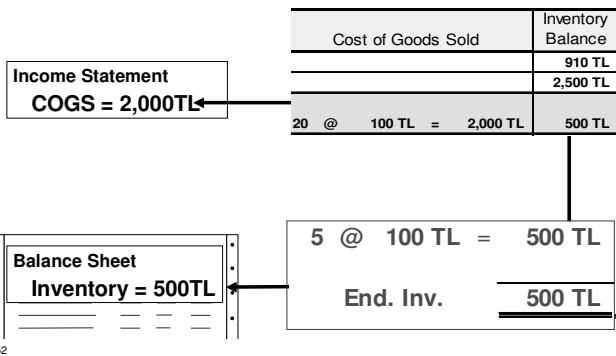 Cost of Goods Sold
Inventory
Balance
910 TL
2,500 TL
20 @ 100 TL = 2,000 TL 500 TL
Income Statement
COGS = 2,000TL
5 @ 100 TL = 500 TL
End. Inv. 500 TL
Balance Sheet
Inventory = 500TL